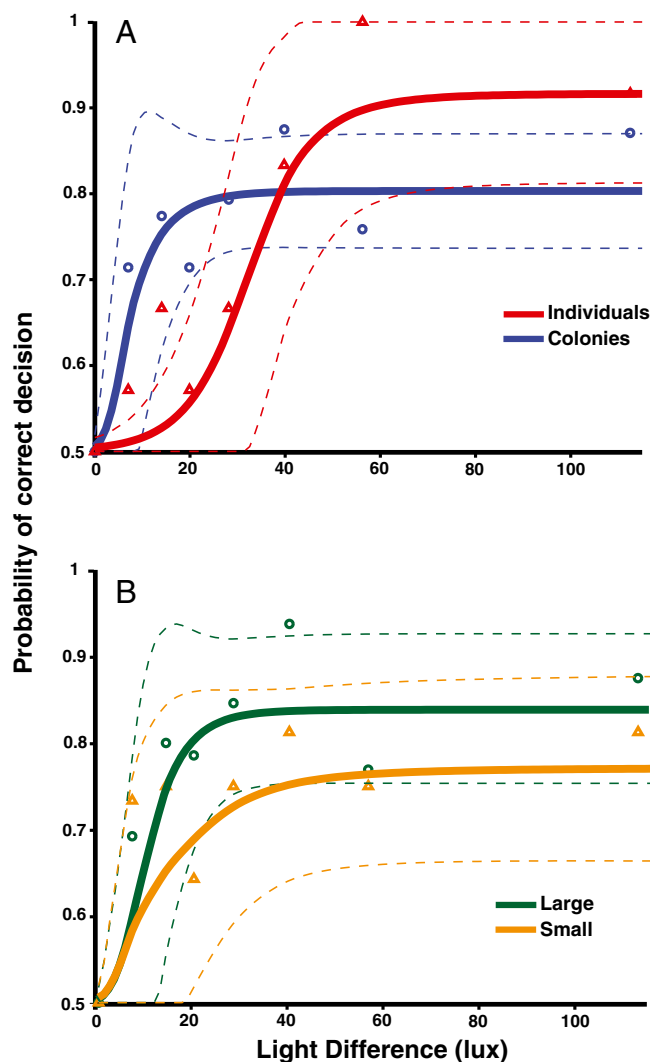 A
1
0.9
0.8
0.7
0.6
0.5
0 20 40 60 80 100
Individuals
Colonies
Probability of correct decision
B
1
0.9
0.8
0.7
0.6
0.5
0 20 40 60 80 100
Large
Small
Light Difference (lux)